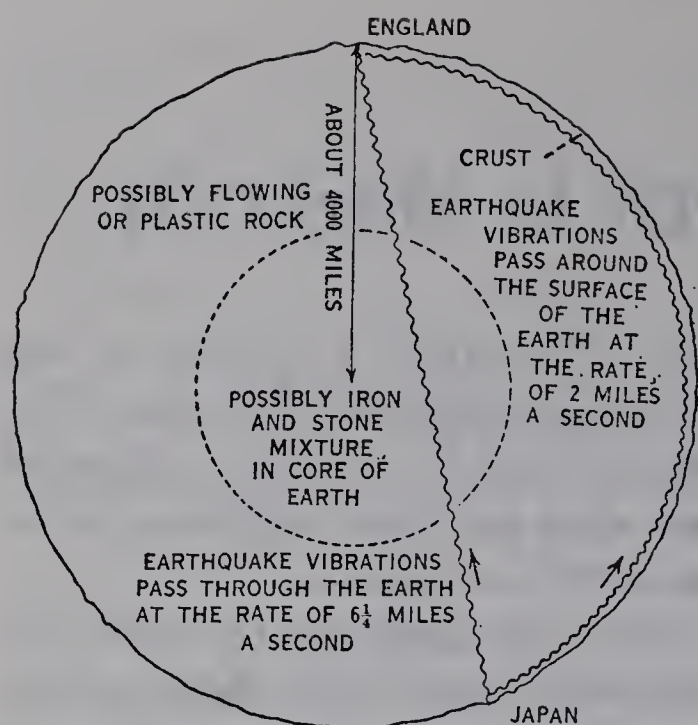 ENGLAND
ABOUT 4000 MILES
CRUST
POSSIBLY FLOWING
OR PLASTIC ROCK
EARTHQUAKE
VIBRATIONS
PASS AROUND
THE SURFACE
OF THE
EARTH AT
THE RATE
OF 2 MILES
A SECOND
POSSIBLY IRON
AND STONE
MIXTURE
IN CORE OF
EARTH
EARTHQUAKE VIBRATIONS
PASS THROUGH THE EARTH
AT THE RATE OF 6¼ MILES
A SECOND
JAPAN